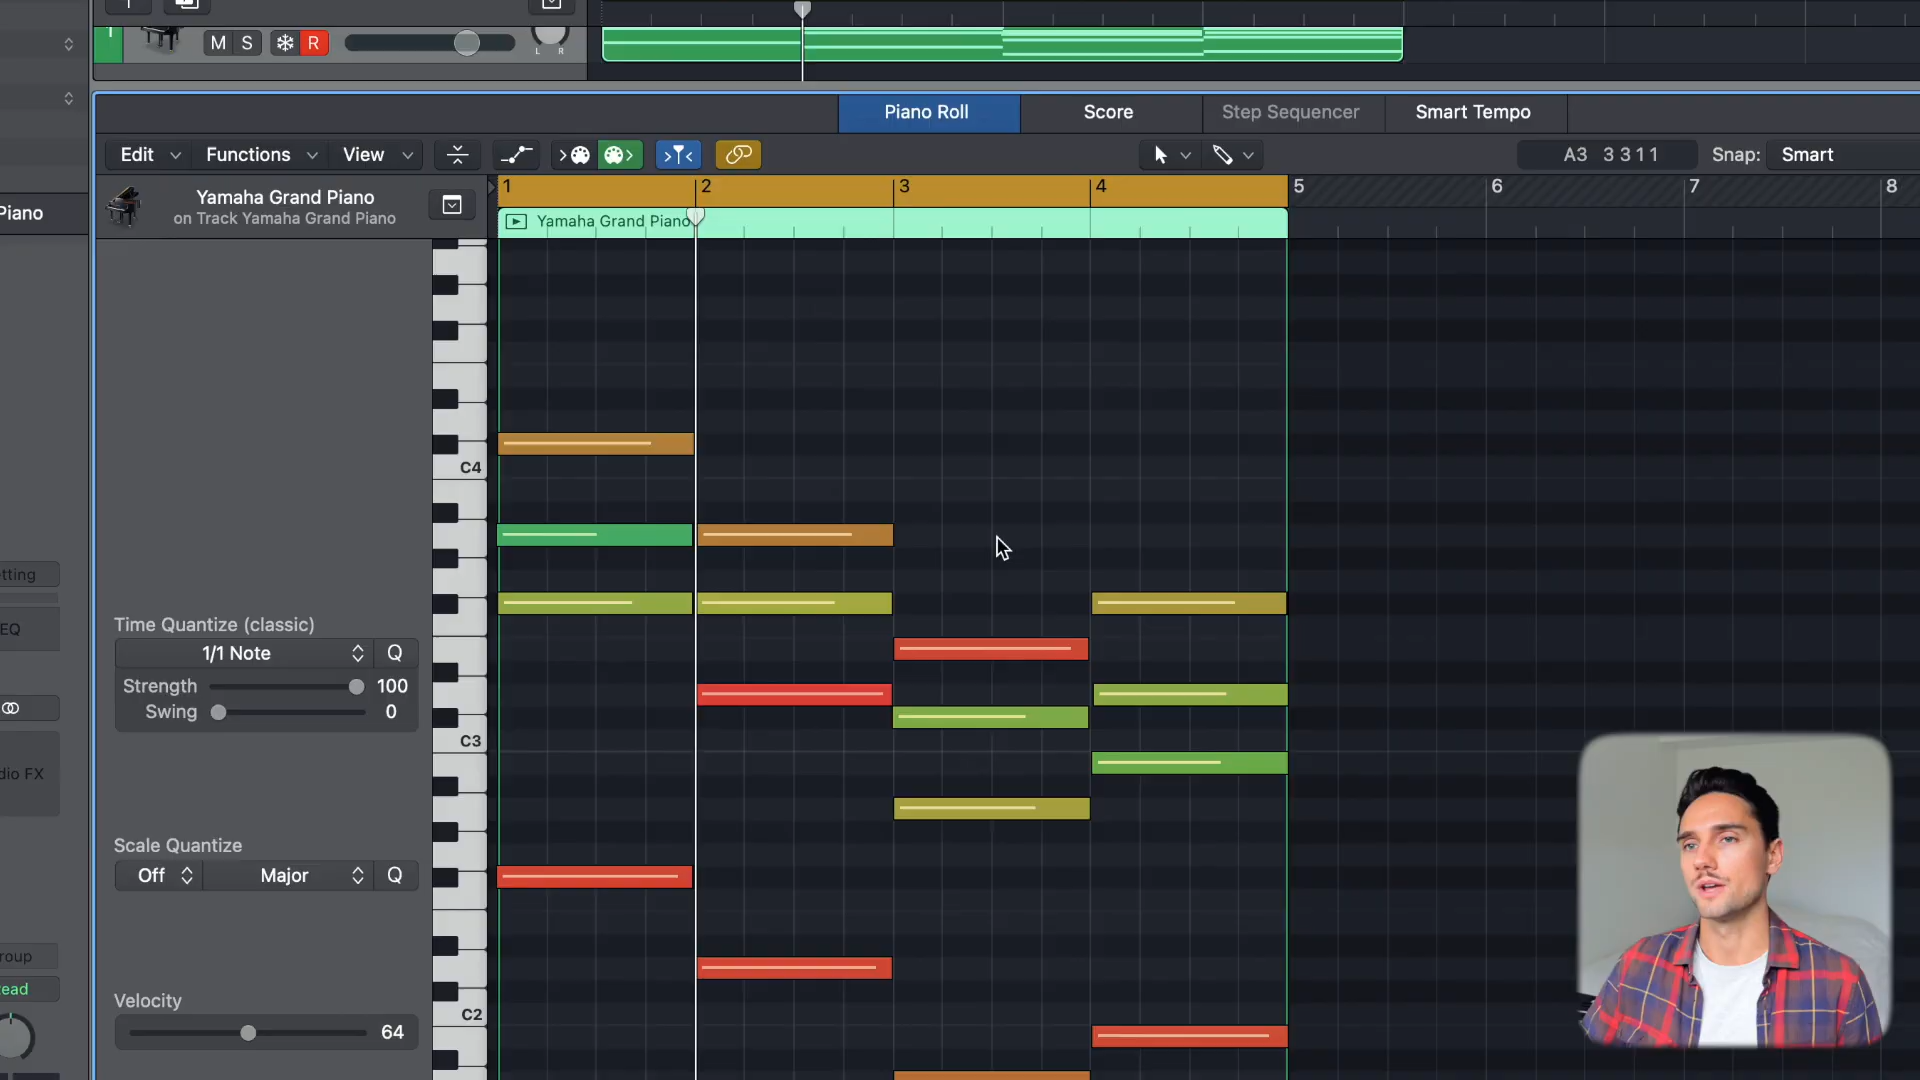 M S R
L R
Piano Roll Score Step Sequencer Smart Tempo
Edit Functions View A3 3 3 1 1 Snap: Smart
1 2 3 4 5 6 7 8
Piano
Yamaha Grand Piano
on Track Yamaha Grand Piano
Yamaha Grand Piano
C4
etting
EQ
Time Quantize (classic)
1/1 Note Q
Strength 100
Swing 0
C3
dio FX
Scale Quantize
Off Major Q
roup
ead
Velocity
64
C2